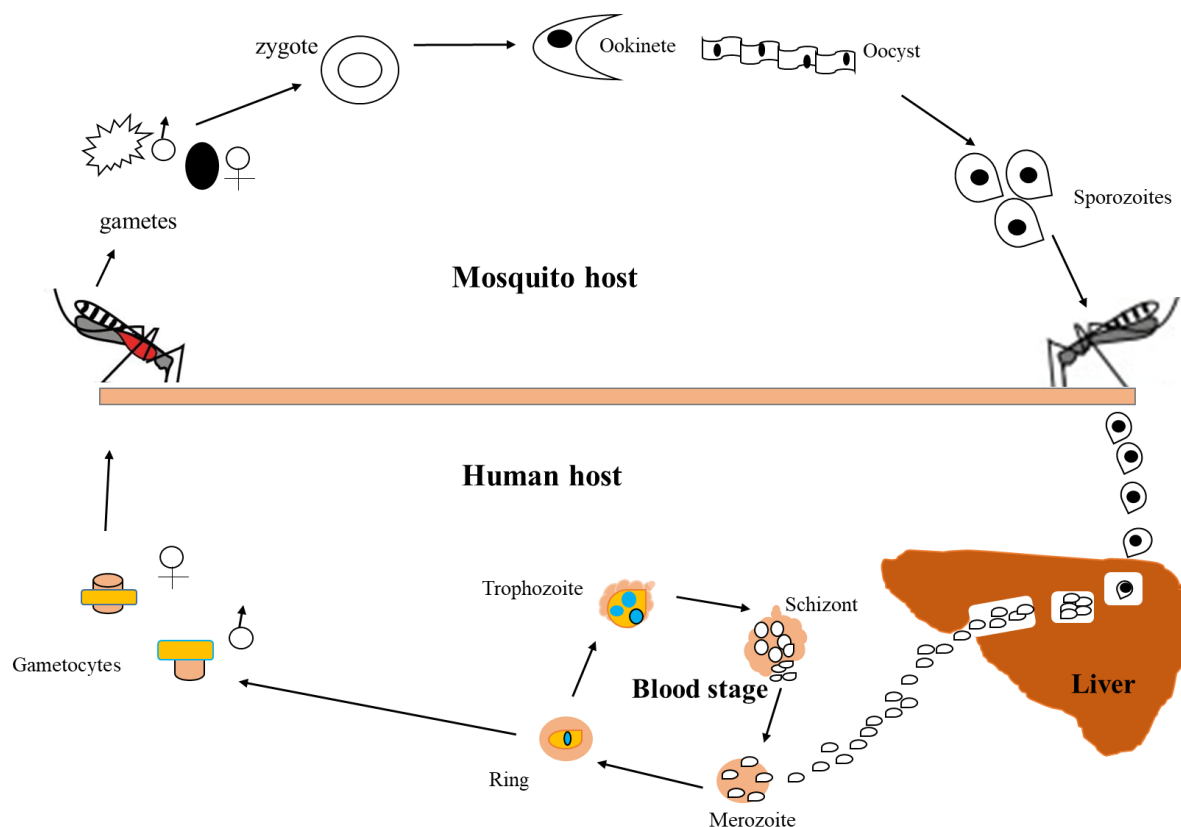 zygote
Ookinete
Oocyst
gametes
Sporozoites
Mosquito host
Human host
Trophozoite
Schizont
Gametocytes
Blood stage
Liver
Ring
Merozoite